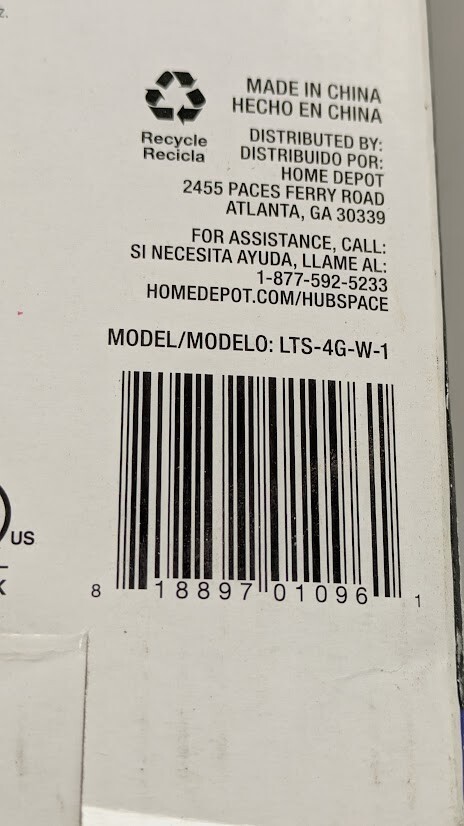 z.
MADE IN CHINA
HECHO EN CHINA
Recycle
Recicla
DISTRIBUTED BY:
DISTRIBUIDO POR:
HOME DEPOT
2455 PACES FERRY ROAD
ATLANTA, GA 30339
FOR ASSISTANCE, CALL:
SI NECESITA AYUDA, LLAME AL:
1-877-592-5233
HOMEDEPOT.COM/HUBSPACE
MODEL/MODELO: LTS-4G-W-1
US
8 18897 01096 1